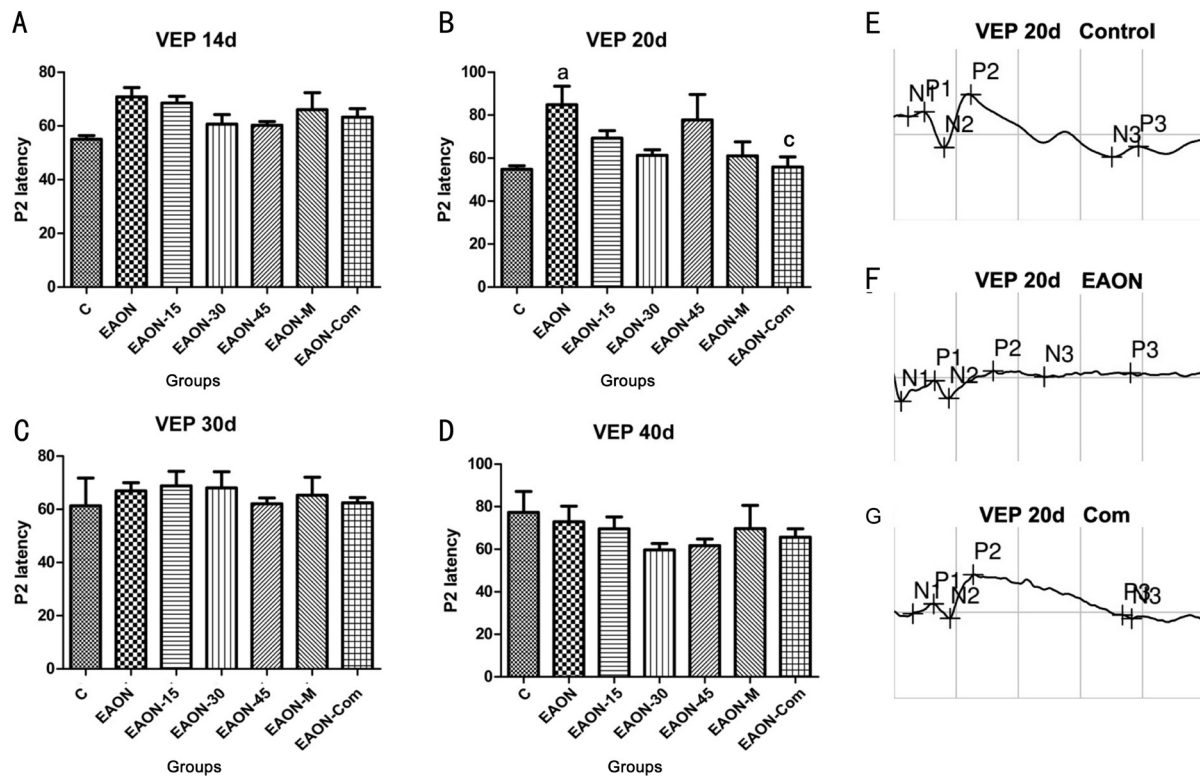 A
VEP 14d
P2 latency
80
60
40
20
0
C
EAON
EAON-15
EAON-30
EAON-45
EAON-M
EAON-Com
Groups
B
VEP 20d
P2 latency
100
80
60
40
20
0
a
c
C
EAON
EAON-15
EAON-30
EAON-45
EAON-M
EAON-Com
Groups
C
VEP 30d
P2 latency
80
60
40
20
0
C
EAON
EAON-15
EAON-30
EAON-45
EAON-M
EAON-Com
Groups
D
VEP 40d
P2 latency
100
80
60
40
20
0
C
EAON
EAON-15
EAON-30
EAON-45
EAON-M
EAON-Com
Groups
E
VEP 20d Control
N1
P1
N2
P2
N3
P3
F
VEP 20d EAON
N1
P1
N2
P2
N3
P3
G
VEP 20d Com
N1
P1
N2
P2
P3
N3